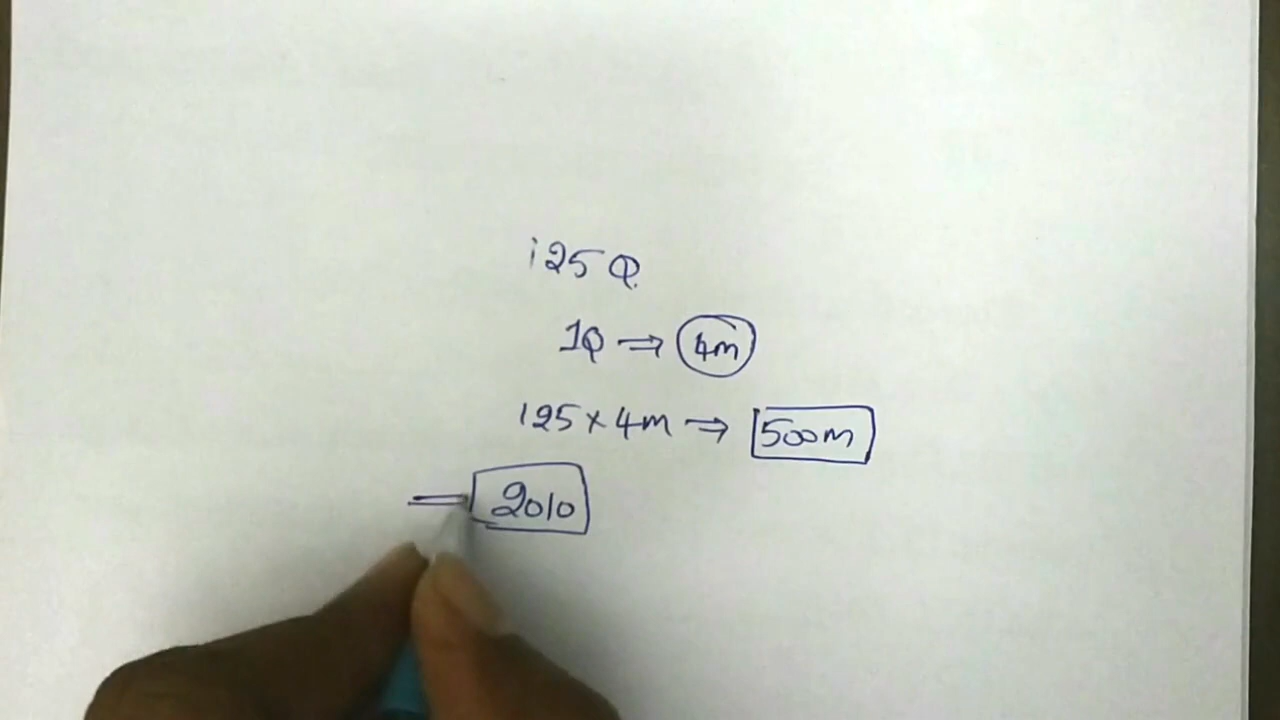 125 Q
1Q ⇒ 4m
125 × 4m ⇒ 500m
= 2010